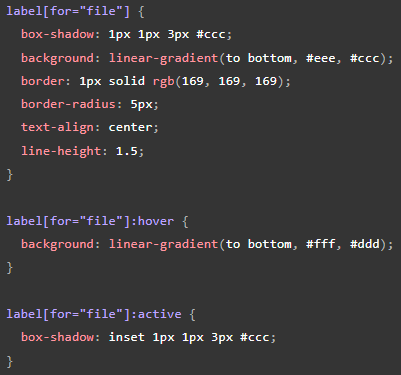 label[for="file"] {
  box-shadow: 1px 1px 3px #ccc;
  background: linear-gradient(to bottom, #eee, #ccc);
  border: 1px solid rgb(169, 169, 169);
  border-radius: 5px;
  text-align: center;
  line-height: 1.5;
}

label[for="file"]:hover {
  background: linear-gradient(to bottom, #fff, #ddd);
}

label[for="file"]:active {
  box-shadow: inset 1px 1px 3px #ccc;
}